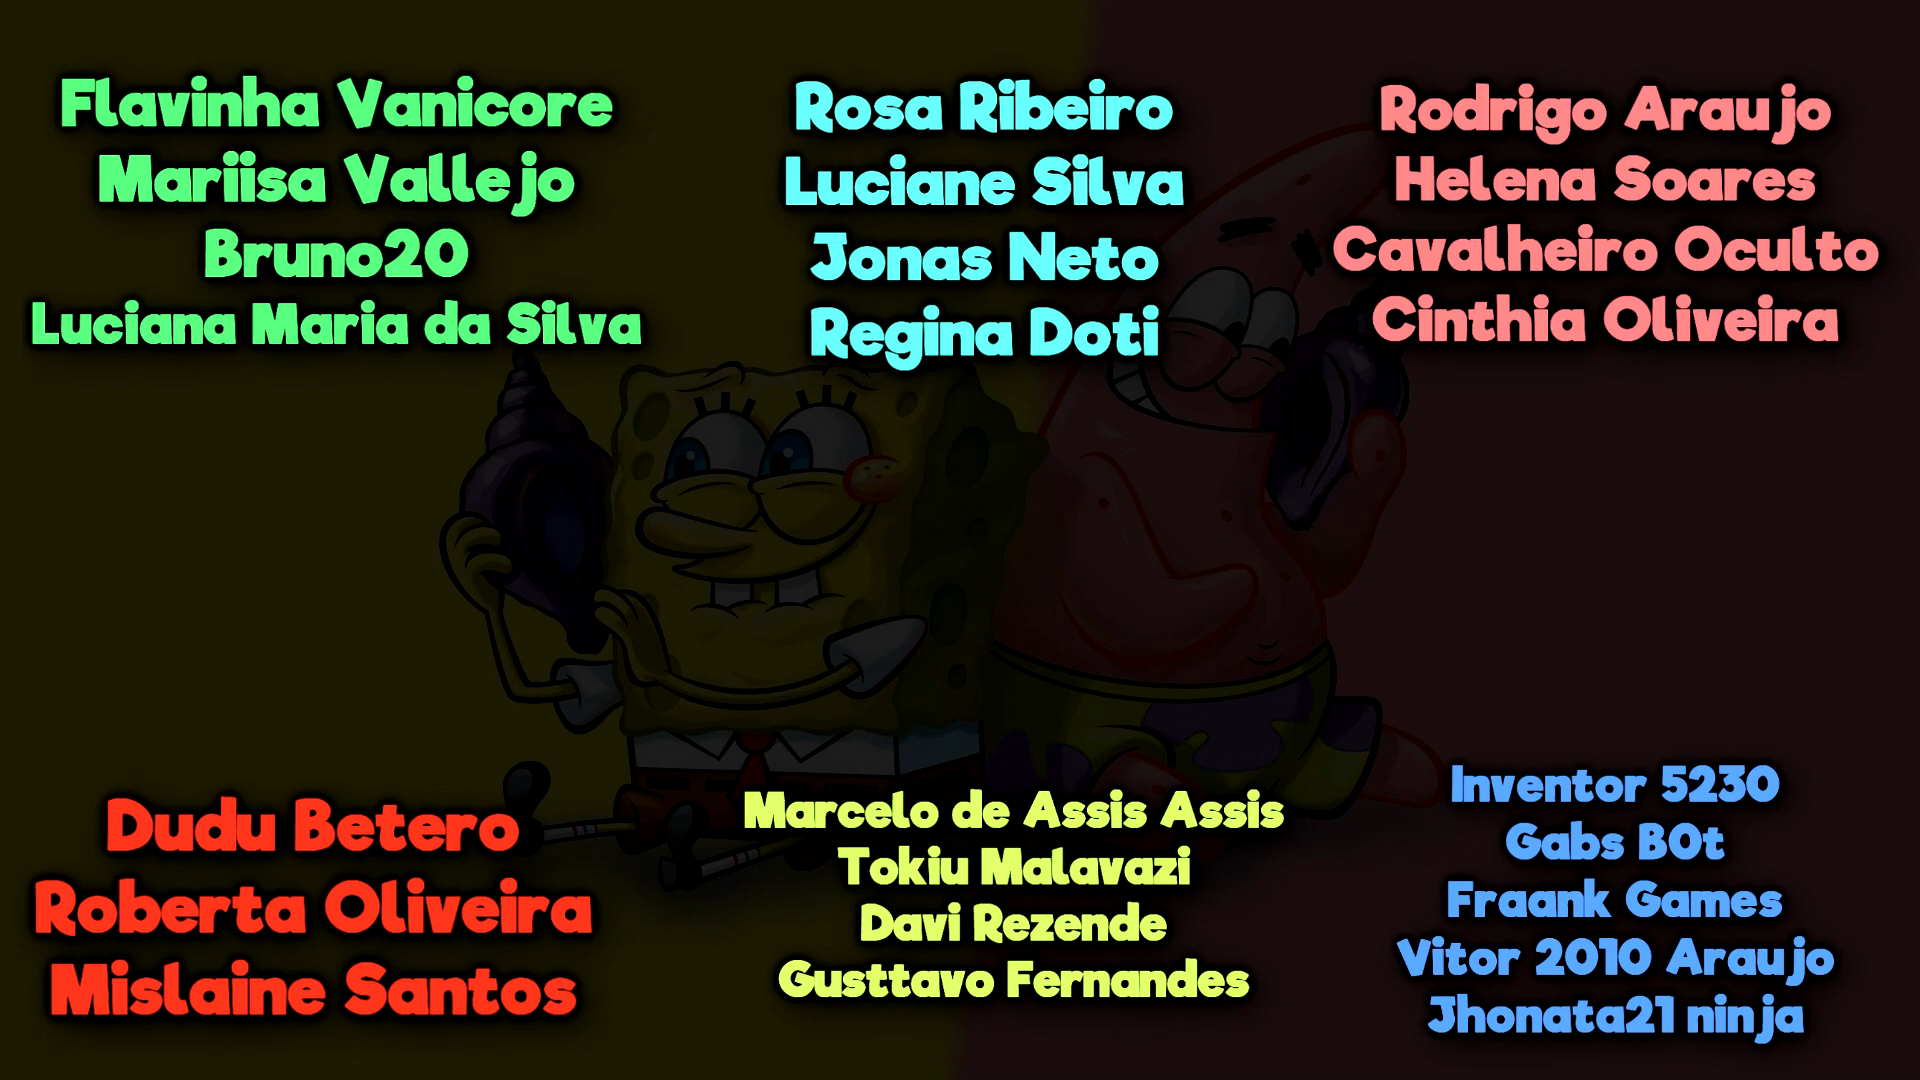 Flavinha Vanicore
Mariisa Vallejo
Bruno20
Luciana Maria da Silva
Rosa Ribeiro
Luciane Silva
Jonas Neto
Regina Doti
Rodrigo Araujo
Helena Soares
Cavalheiro Oculto
Cinthia Oliveira
Dudu Betero
Roberta Oliveira
Mislaine Santos
Marcelo de Assis Assis
Tokiu Malavazi
Davi Rezende
Gusttavo Fernandes
Inventor 5230
Gabs B0t
Fraank Games
Vitor 2010 Araujo
Jhonata21 ninja